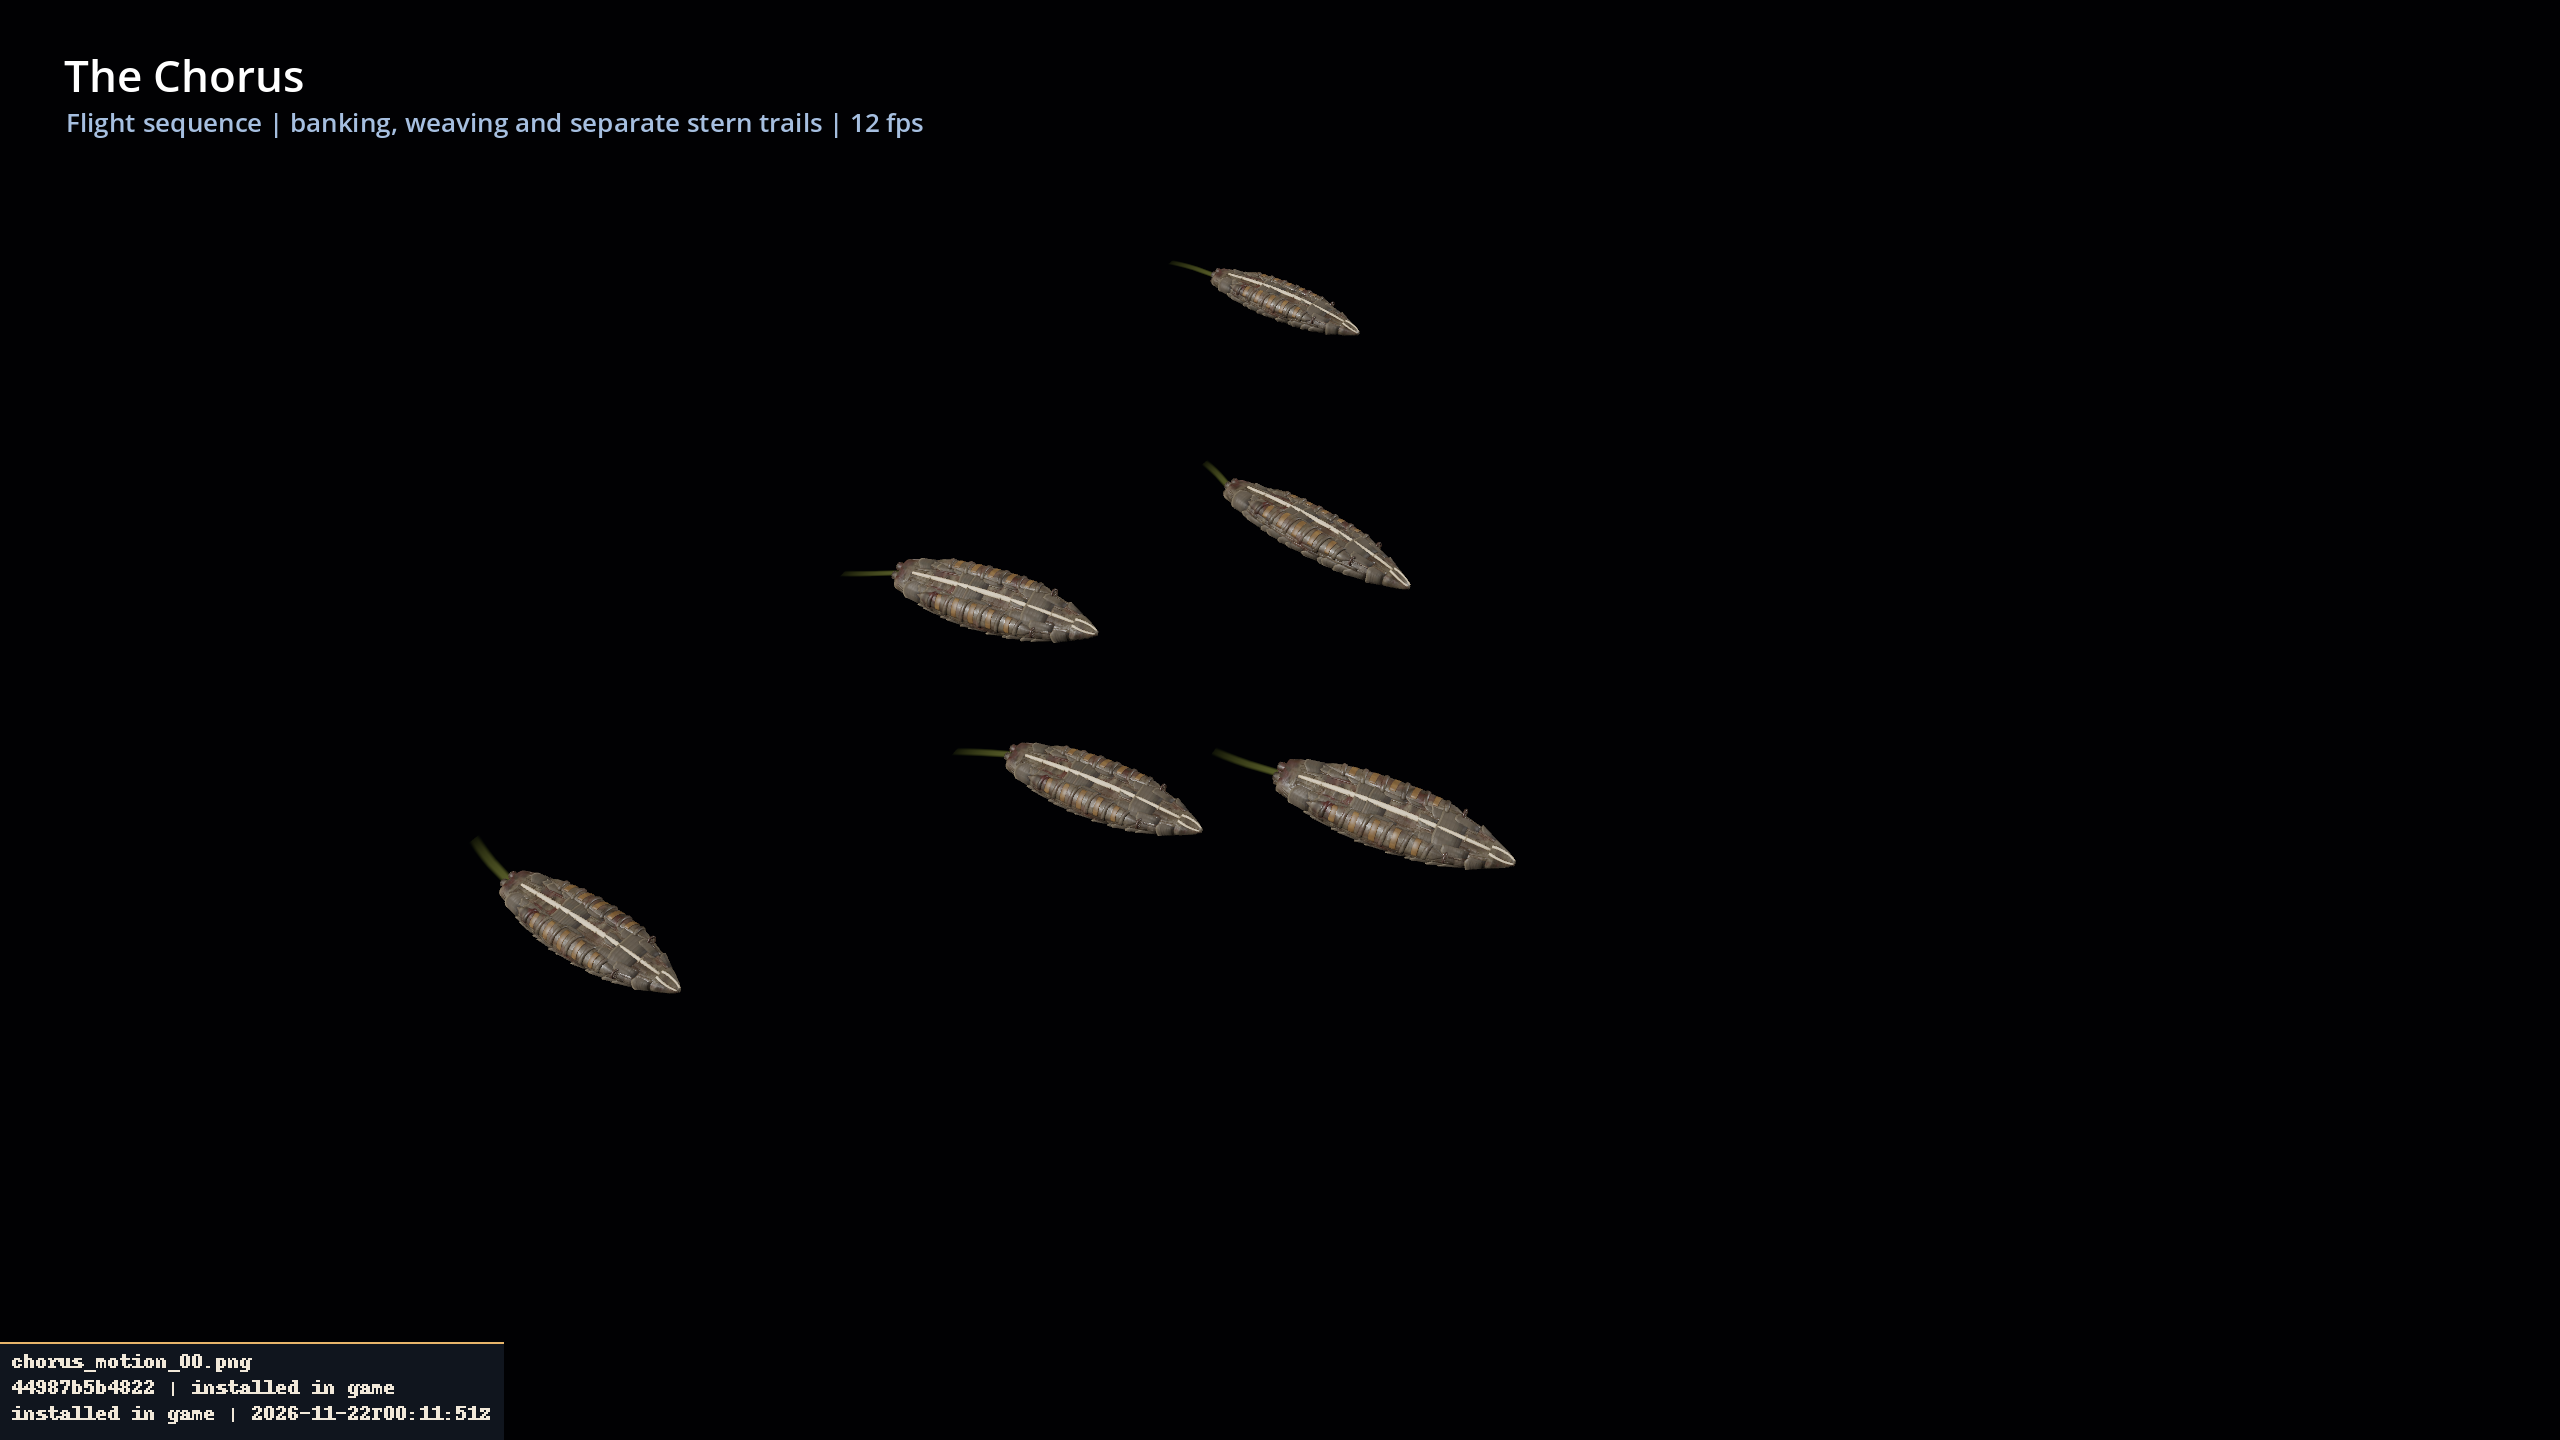 The Chorus
Flight sequence | banking, weaving and separate stern trails | 12 fps
chorus_motion_00.png
44987b5b4822 | installed in game
installed in game | 2026-11-22T00:11:51Z